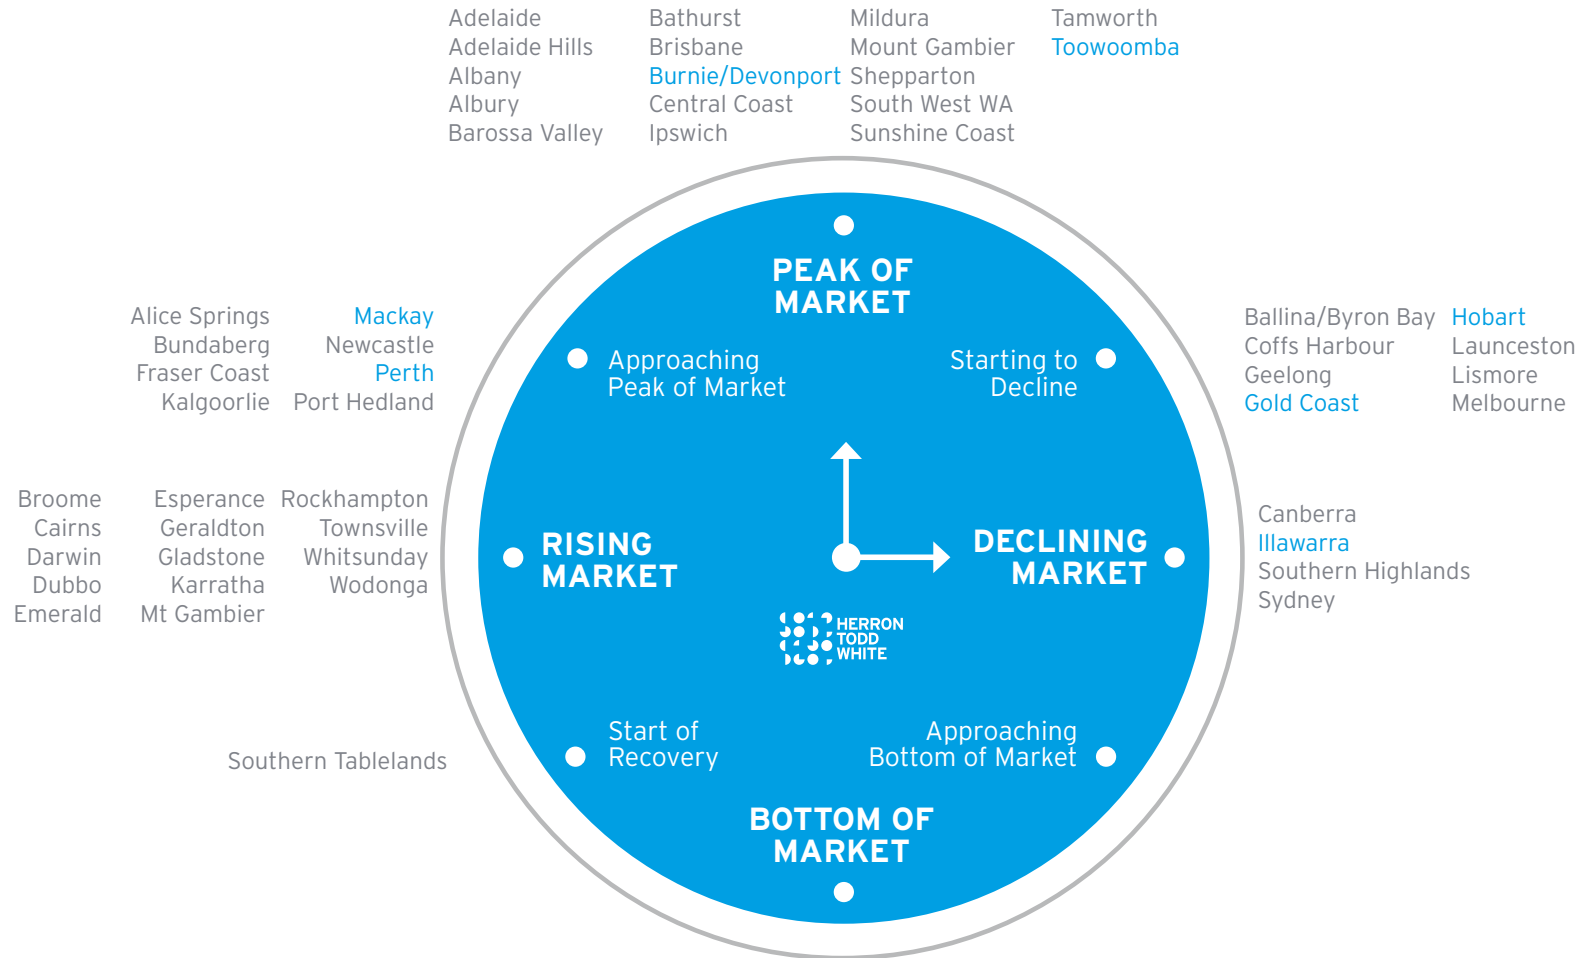 Adelaide Bathurst Mildura Tamworth
Adelaide Hills Brisbane Mount Gambier Toowoomba
Albany Burnie/Devonport Shepparton
Albury Central Coast South West WA
Barossa Valley Ipswich Sunshine Coast
PEAK OF
MARKET
Alice Springs Mackay
Bundaberg Newcastle
Fraser Coast Perth
Kalgoorlie Port Hedland
Approaching
Peak of Market
Starting to
Decline
Ballina/Byron Bay Hobart
Coffs Harbour Launceston
Geelong Lismore
Gold Coast Melbourne
Broome Esperance Rockhampton
Cairns Geraldton Townsville
Darwin Gladstone Whitsunday
Dubbo Karratha Wodonga
Emerald Mt Gambier
RISING
MARKET
DECLINING
MARKET
Canberra
Illawarra
Southern Highlands
Sydney
HERRON
TODD
WHITE
Southern Tablelands
Start of
Recovery
Approaching
Bottom of Market
BOTTOM OF
MARKET